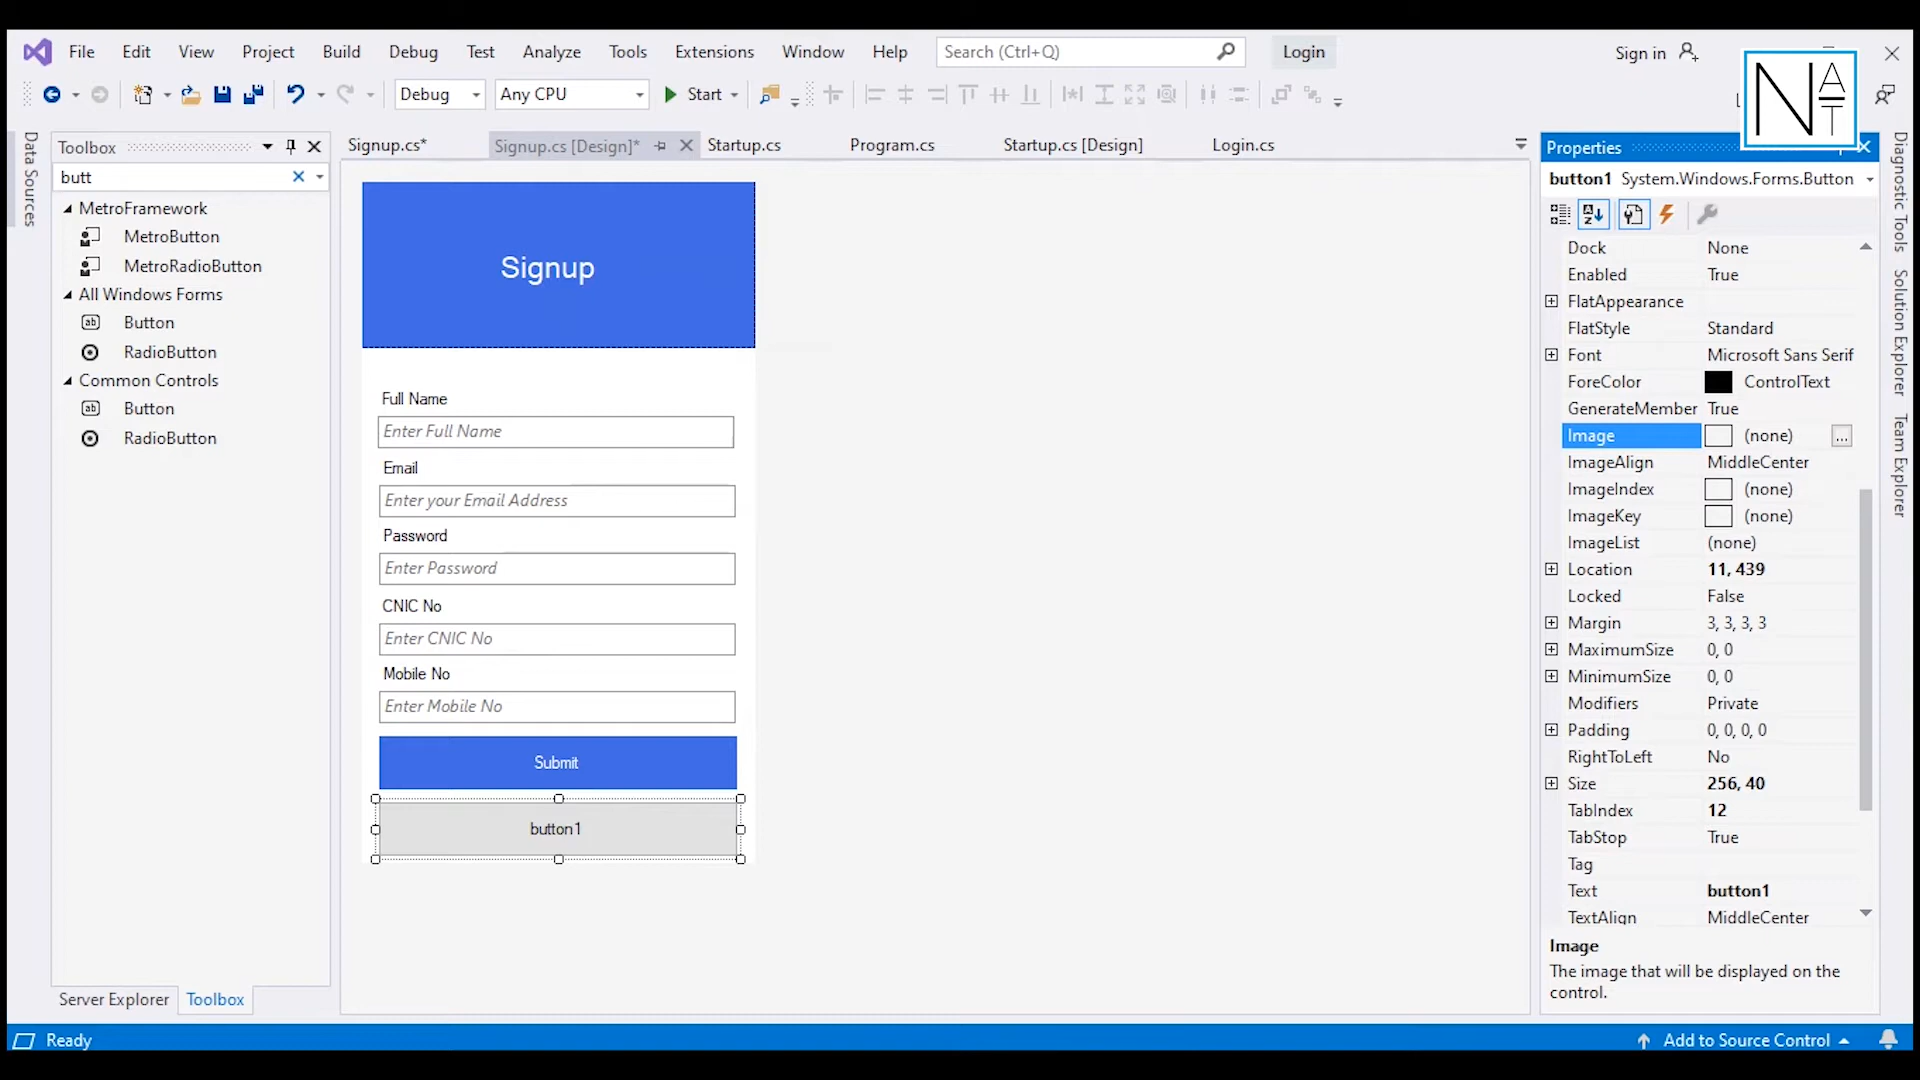 File Edit View Project Build Debug Test Analyze Tools Extensions Window Help Search (Ctrl+Q) Login Sign in
Debug Any CPU Start
NAT
Data Sources
Toolbox
butt
MetroFramework
MetroButton
MetroRadioButton
All Windows Forms
Button
RadioButton
Common Controls
Button
RadioButton
Server Explorer Toolbox
Signup.cs* Signup.cs [Design]* Startup.cs Program.cs Startup.cs [Design] Login.cs
Signup
Full Name
Enter Full Name
Email
Enter your Email Address
Password
Enter Password
CNIC No
Enter CNIC No
Mobile No
Enter Mobile No
Submit
button1
Properties
button1 System.Windows.Forms.Button
Dock None
Enabled True
FlatAppearance
FlatStyle Standard
Font Microsoft Sans Serif
ForeColor ControlText
GenerateMember True
Image (none) ...
ImageAlign MiddleCenter
ImageIndex (none)
ImageKey (none)
ImageList (none)
Location 11, 439
Locked False
Margin 3, 3, 3, 3
MaximumSize 0, 0
MinimumSize 0, 0
Modifiers Private
Padding 0, 0, 0, 0
RightToLeft No
Size 256, 40
TabIndex 12
TabStop True
Tag
Text button1
TextAlign MiddleCenter
Image
The image that will be displayed on the
control.
Diagnostic Tools
Solution Explorer
Team Explorer
Ready
Add to Source Control